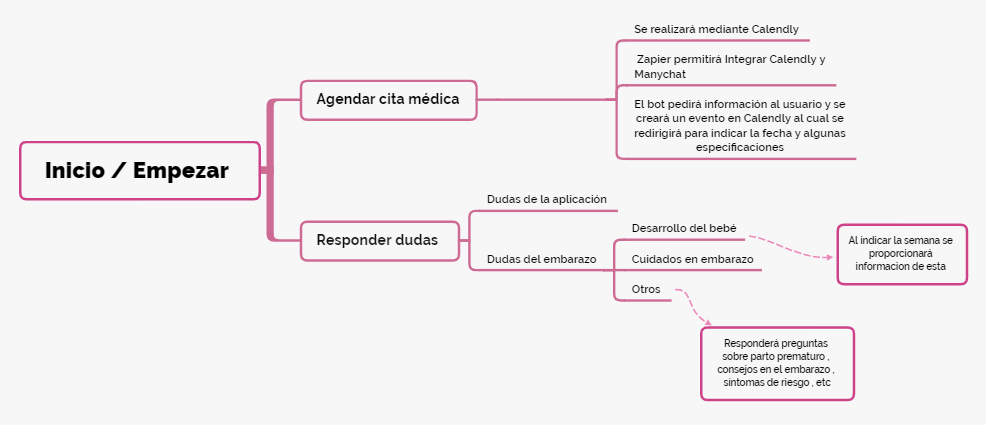 Inicio / Empezar
Agendar cita médica
Se realizará mediante Calendly
Zapier permitirá Integrar Calendly y
Manychat
El bot pedirá información al usuario y se
creará un evento en Calendly al cual se
redirigirá para indicar la fecha y algunas
especificaciones
Responder dudas
Dudas de la aplicación
Dudas del embarazo
Desarrollo del bebé
Al indicar la semana se
proporcionará
informacion de esta
Cuidados en embarazo
Otros
Responderá preguntas
sobre parto prematuro ,
consejos en el embarazo ,
síntomas de riesgo , etc